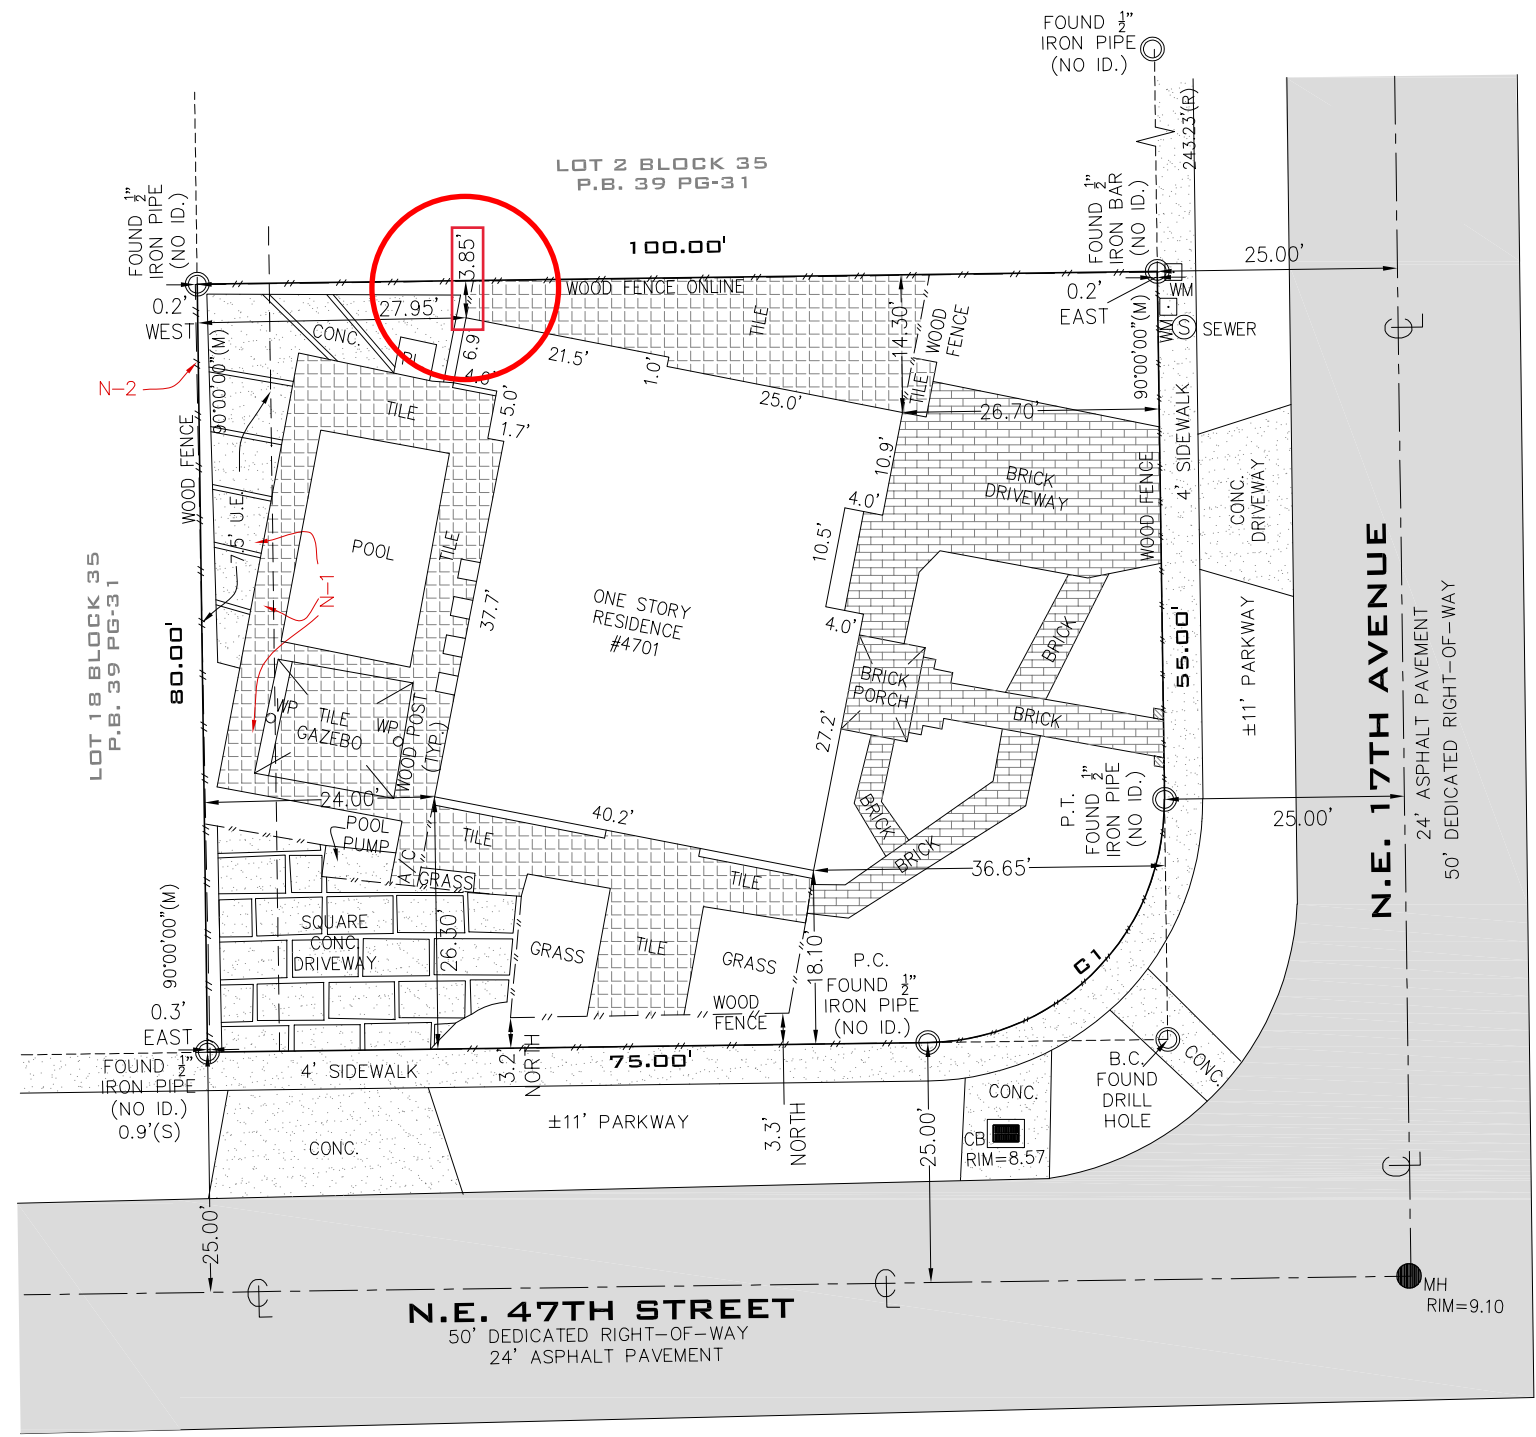 FOUND 1/2"
IRON PIPE
(NO ID.)
243.23'(R)
LOT 2 BLOCK 35
P.B. 39 PG-31
FOUND 1/2"
IRON PIPE
(NO ID.)
FOUND 1/2"
IRON BAR
(NO ID.)
3.85'
100.00'
25.00'
WOOD FENCE ONLINE
0.2'
WEST
27.95'
CONC.
0.2'
EAST
WM
WM
S
SEWER
TILE
14.30'
WOOD
FENCE
90°00'00"(M)
90°00'00"(M)
N-2
6.9'
21.5'
1.0'
25.0'
TILE
26.70'
TILE
5.0'
1.7'
WOOD FENCE
7.5' U.E.
10.9'
BRICK
DRIVEWAY
WOOD FENCE
4' SIDEWALK
CONC.
DRIVEWAY
4.0'
10.5'
POOL
TILE
37.7'
N-1
ONE STORY
RESIDENCE
#4701
4.0'
BRICK
BRICK
PORCH
BRICK
27.2'
LOT 18 BLOCK 35
P.B. 39 PG-31
80.00'
55.00'
±11' PARKWAY
N.E. 17TH AVENUE
24' ASPHALT PAVEMENT
50' DEDICATED RIGHT-OF-WAY
WP
TILE
GAZEBO
WP
WOOD POST
(TYP.)
24.00'
40.2'
POOL
PUMP
TILE
A/C
GRASS
TILE
BRICK
BRICK
36.65'
P.T.
FOUND 1/2"
IRON PIPE
(NO ID.)
25.00'
90°00'00"(M)
SQUARE
CONC.
DRIVEWAY
26.30'
GRASS
TILE
GRASS
18.10'
P.C.
FOUND 1/2"
IRON PIPE
(NO ID.)
C1
0.3'
EAST
WOOD
FENCE
FOUND 1/2"
IRON PIPE
(NO ID.)
0.9'(S)
4' SIDEWALK
3.2'
NORTH
75.00'
3.3'
NORTH
±11' PARKWAY
CONC.
25.00'
CONC.
CB
RIM=8.57
B.C.
FOUND
DRILL
HOLE
CONC.
25.00'
MH
RIM=9.10
N.E. 47TH STREET
50' DEDICATED RIGHT-OF-WAY
24' ASPHALT PAVEMENT